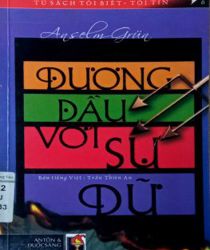 TỦ SÁCH TÔI BIẾT - TÔI TIN
Anselm Grün
ĐƯƠNG
ĐẦU
VỚI
SỰ
DỮ
Bản tiếng Việt - Trần Thiên An
ANTÔN &
ĐUỐC SÁNG